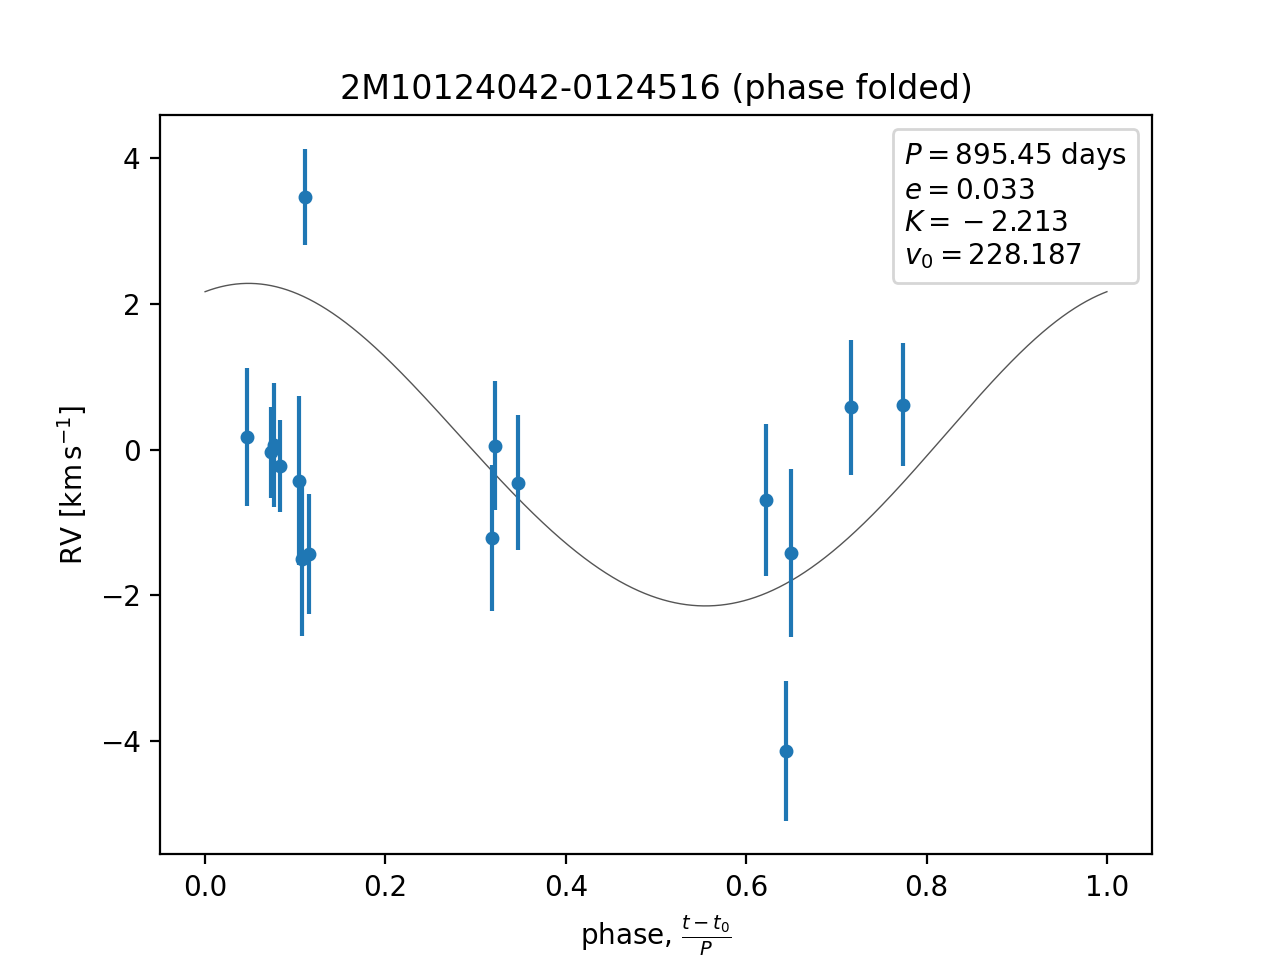 2M10124042-0124516 (phase folded)
P = 895.45 days
e = 0.033
K = −2.213
v₀ = 228.187
4
2
0
−2
−4
RV [km s⁻¹]
0.0 0.2 0.4 0.6 0.8 1.0
phase, (t − t₀)/P